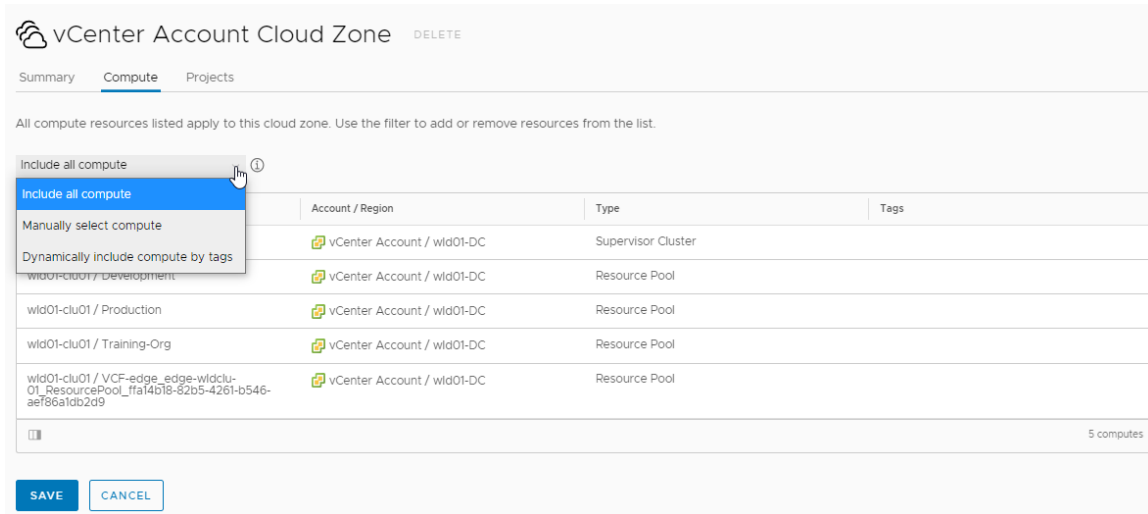 vCenter Account Cloud Zone DELETE
Summary Compute Projects
All compute resources listed apply to this cloud zone. Use the filter to add or remove resources from the list.
Include all compute
Include all compute
Manually select compute
Dynamically include compute by tags
Account / Region Type Tags
vCenter Account / wld01-DC Supervisor Cluster
wld01-clu01 / Development vCenter Account / wld01-DC Resource Pool
wld01-clu01 / Production vCenter Account / wld01-DC Resource Pool
wld01-clu01 / Training-Org vCenter Account / wld01-DC Resource Pool
wld01-clu01 / VCF-edge_edge-wldclu- vCenter Account / wld01-DC Resource Pool
01_ResourcePool_ffa14b18-82b5-4261-b546-
aef86a1db2d9
5 computes
SAVE CANCEL